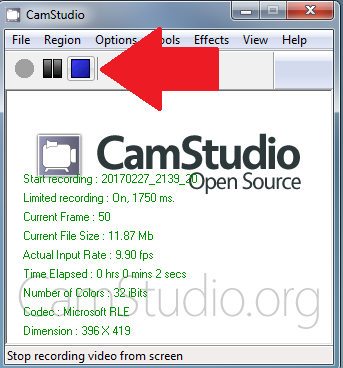 CamStudio
File Region Options Tools Effects View Help
CamStudio
Open Source
Start recording : 20170227_2139_20
Limited recording : On, 1750 ms.
Current Frame : 50
Current File Size : 11.87 Mb
Actual Input Rate : 9.90 fps
Time Elapsed : 0 hrs 0 mins 2 secs
Number of Colors : 32 iBits
Codec : Microsoft RLE
CamStudio.org
Dimension : 396 X 419
Stop recording video from screen